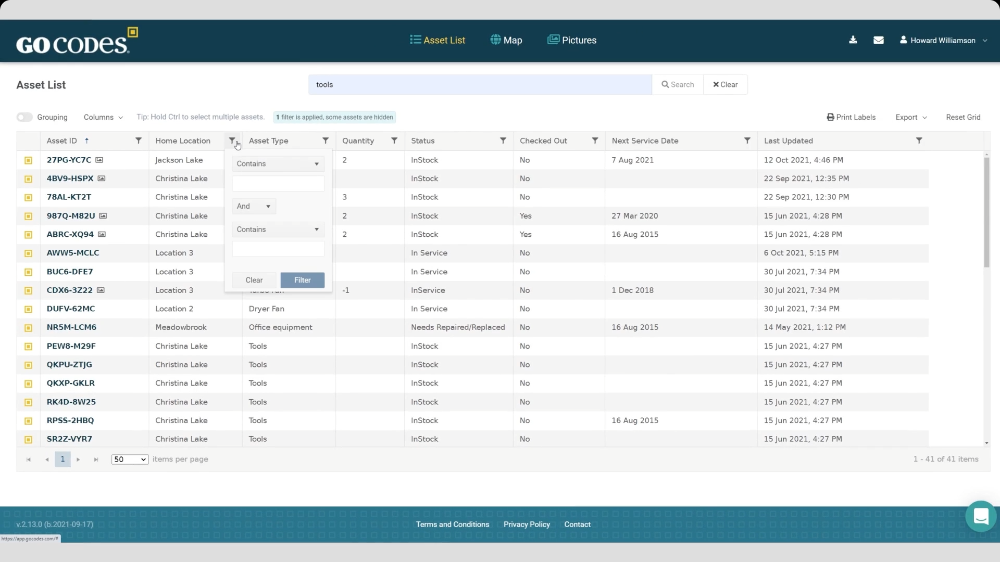 GO CODES.
Asset List
Map
Pictures
Howard Williamson
Asset List
tools
Search
Clear
Grouping
Columns
Tip: Hold Ctrl to select multiple assets.
1 filter is applied, some assets are hidden
Print Labels
Export
Reset Grid
Asset ID Home Location Asset Type Quantity Status Checked Out Next Service Date Last Updated
27PG-YC7C Jackson Lake 2 InStock No 7 Aug 2021 12 Oct 2021, 4:46 PM
4BV9-HSPX Christina Lake InStock No 22 Sep 2021, 12:35 PM
78AL-KT2T Christina Lake 3 InStock No 22 Sep 2021, 12:30 PM
987Q-M82U Christina Lake 2 InStock Yes 27 Mar 2020 15 Jun 2021, 4:28 PM
ABRC-XQ94 Christina Lake 2 InStock Yes 16 Aug 2015 15 Jun 2021, 4:28 PM
AWW5-MCLC Location 3 In Service No 6 Oct 2021, 5:15 PM
BUC6-DFE7 Location 3 In Service No 30 Jul 2021, 7:34 PM
CDX6-3Z22 Location 3 -1 InService No 1 Dec 2018 30 Jul 2021, 7:34 PM
DUFV-62MC Location 2 Dryer Fan In Service No 30 Jul 2021, 7:34 PM
NR5M-LCM6 Meadowbrook Office equipment Needs Repaired/Replaced No 16 Aug 2015 14 May 2021, 1:12 PM
PEW8-M29F Christina Lake Tools InStock No 15 Jun 2021, 4:27 PM
QKPU-ZTJG Christina Lake Tools InStock No 15 Jun 2021, 4:27 PM
QKXP-GKLR Christina Lake Tools InStock No 15 Jun 2021, 4:27 PM
RK4D-8W25 Christina Lake Tools InStock No 15 Jun 2021, 4:27 PM
RPSS-2HBQ Christina Lake Tools InStock No 16 Aug 2015 15 Jun 2021, 4:27 PM
SR2Z-VYR7 Christina Lake Tools InStock No 15 Jun 2021, 4:27 PM
Contains
And
Contains
Clear
Filter
1
50
items per page
1 - 41 of 41 items
v.2.13.0 (b.2021-09-17)
Terms and Conditions
Privacy Policy
Contact
https://app.gocodes.com/#